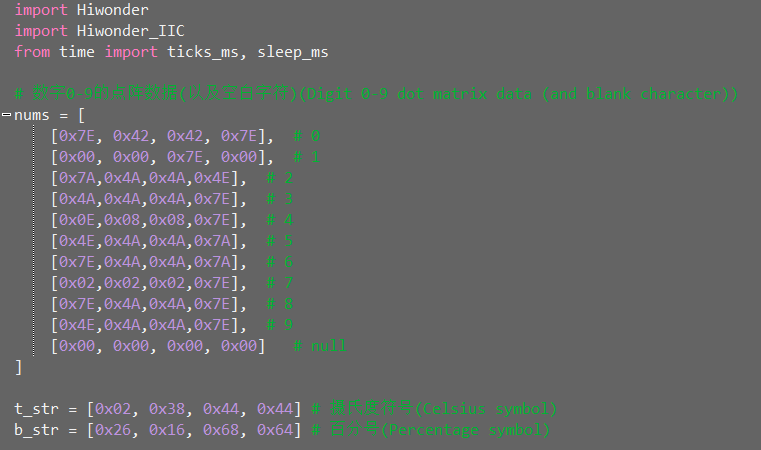 import Hiwonder
import Hiwonder_IIC
from time import ticks_ms, sleep_ms
# 数字0-9的点阵数据(以及空白字符)(Digit 0-9 dot matrix data (and blank character))
nums = [
[0x7E, 0x42, 0x42, 0x7E], # 0
[0x00, 0x00, 0x7E, 0x00], # 1
[0x7A,0x4A,0x4A,0x4E], # 2
[0x4A,0x4A,0x4A,0x7E], # 3
[0x0E,0x08,0x08,0x7E], # 4
[0x4E,0x4A,0x4A,0x7A], # 5
[0x7E,0x4A,0x4A,0x7A], # 6
[0x02,0x02,0x02,0x7E], # 7
[0x7E,0x4A,0x4A,0x7E], # 8
[0x4E,0x4A,0x4A,0x7E], # 9
[0x00, 0x00, 0x00, 0x00] # null
]
t_str = [0x02, 0x38, 0x44, 0x44] # 摄氏度符号(Celsius symbol)
b_str = [0x26, 0x16, 0x68, 0x64] # 百分号(Percentage symbol)